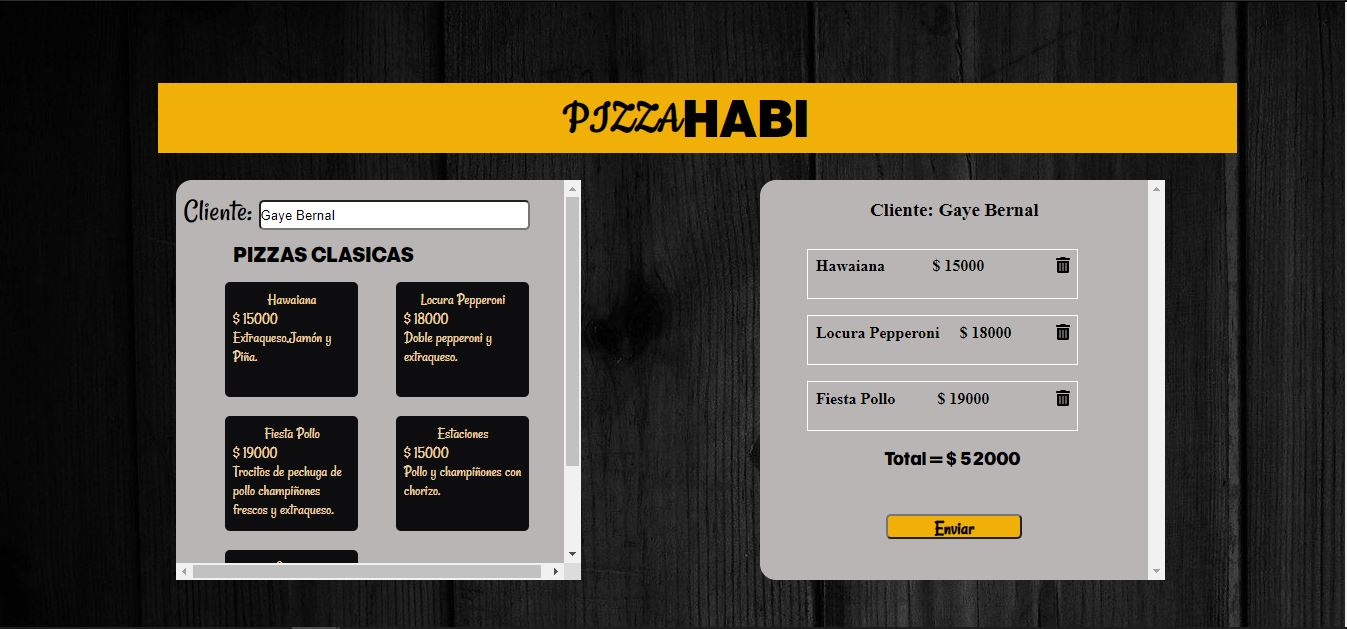 PIZZAHABI
Cliente: Gaye Bernal
PIZZAS CLASICAS
Hawaiana
$ 15000
Extraqueso,Jamón y
Piña.
Locura Pepperoni
$ 18000
Doble pepperoni y
extraqueso.
Fiesta Pollo
$ 19000
Trocitos de pechuga de
pollo champiñones
frescos y extraqueso.
Estaciones
$ 15000
Pollo y champiñones con
chorizo.
Cliente: Gaye Bernal
Hawaiana $ 15000
Locura Pepperoni $ 18000
Fiesta Pollo $ 19000
Total = $ 52000
Enviar